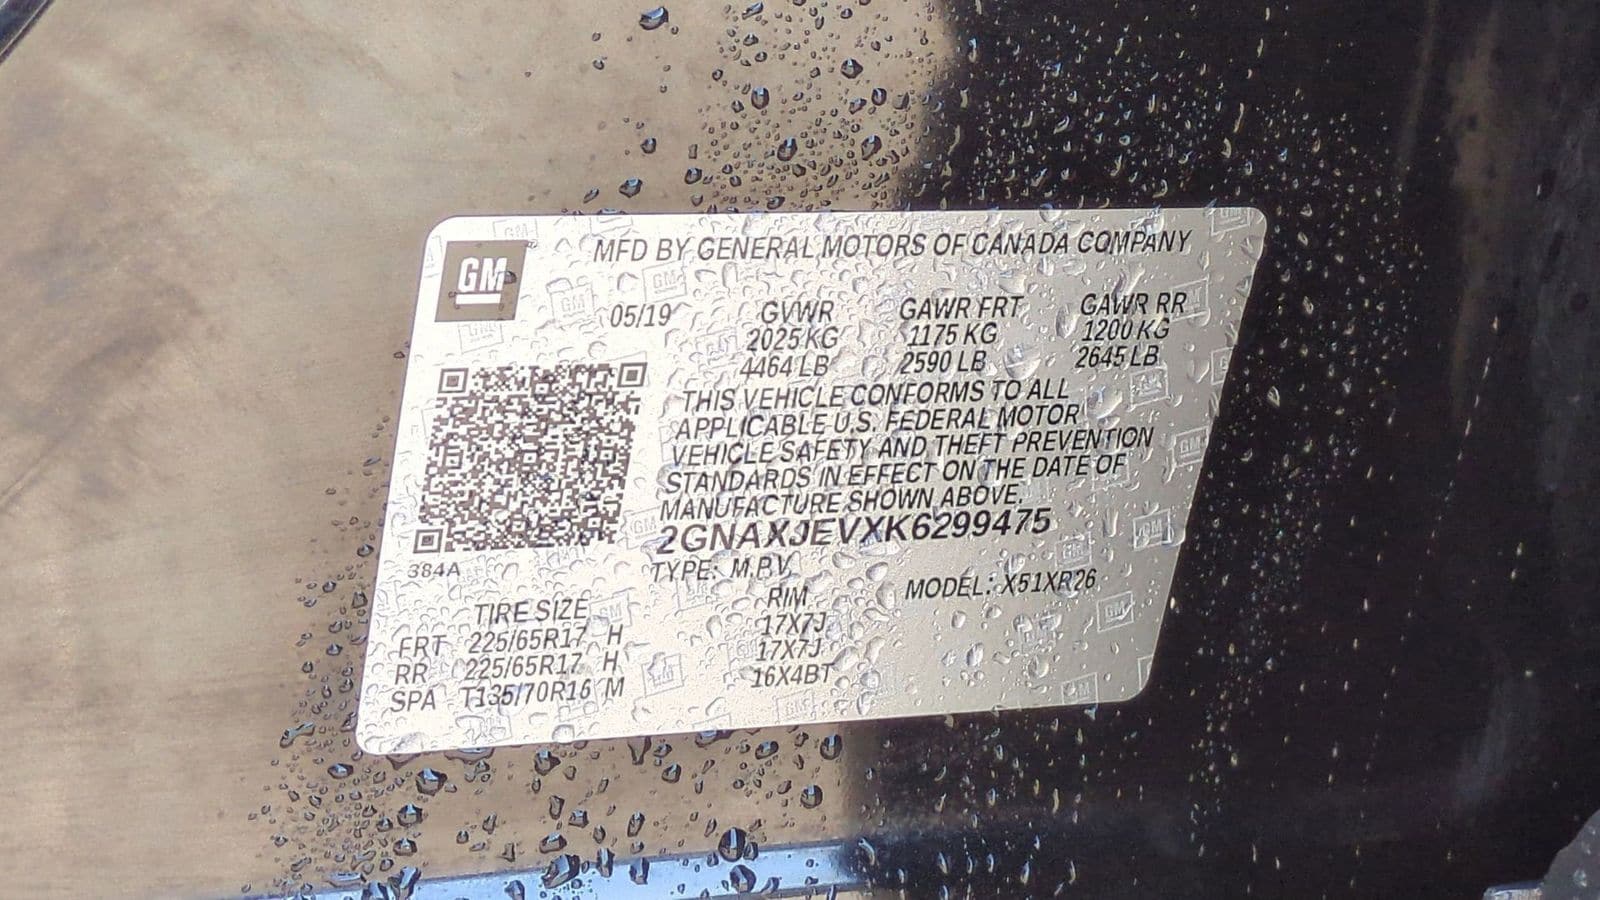 GM
MFD BY GENERAL MOTORS OF CANADA COMPANY
05/19 GVWR GAWR FRT GAWR RR
2025 KG 1175 KG 1200 KG
4464 LB 2590 LB 2645 LB
THIS VEHICLE CONFORMS TO ALL
APPLICABLE U.S. FEDERAL MOTOR
VEHICLE SAFETY AND THEFT PREVENTION
STANDARDS IN EFFECT ON THE DATE OF
MANUFACTURE SHOWN ABOVE.
2GNAXJEVXK6299475
384A TYPE: M.P.V MODEL: X51XR26
TIRE SIZE RIM
FRT 225/65R17 H 17X7J
RR 225/65R17 H 17X7J
SPA T135/70R16 M 16X4BT